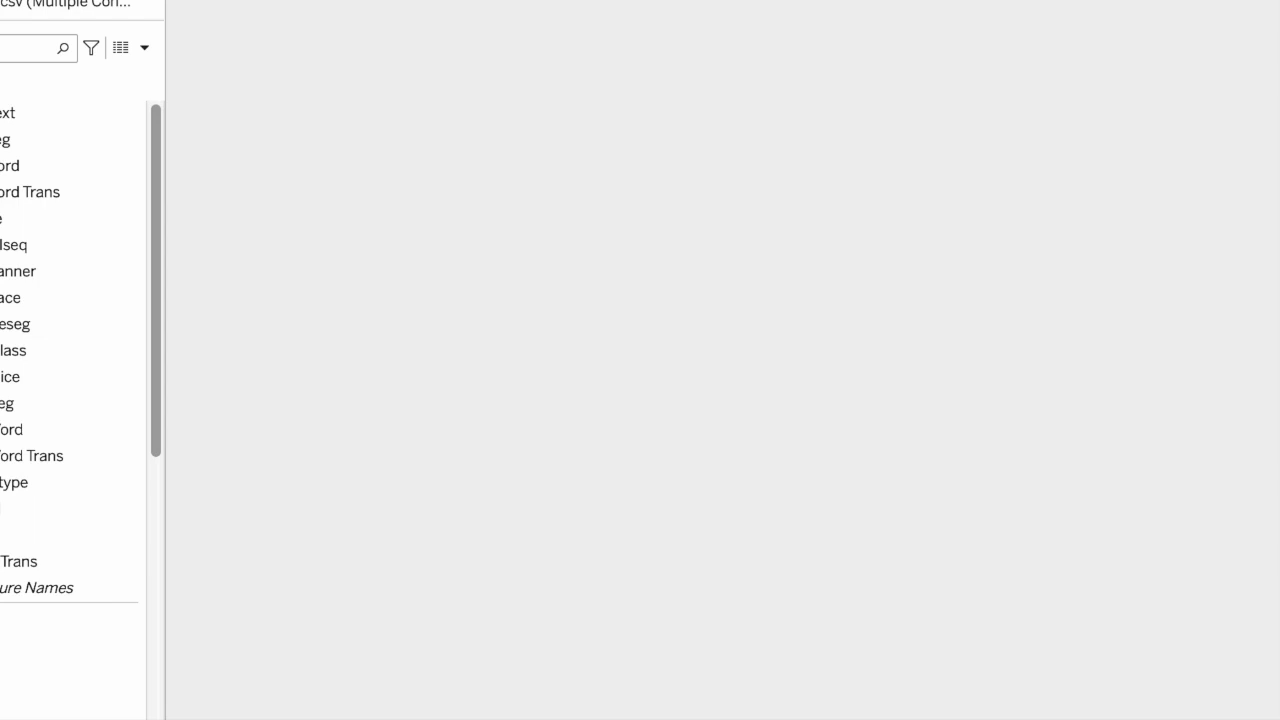 csv (Multiple Con...
ext
eg
ord
ord Trans
e
lseq
anner
ace
eseg
lass
ice
eg
ord
ord Trans
type
Trans
ure Names